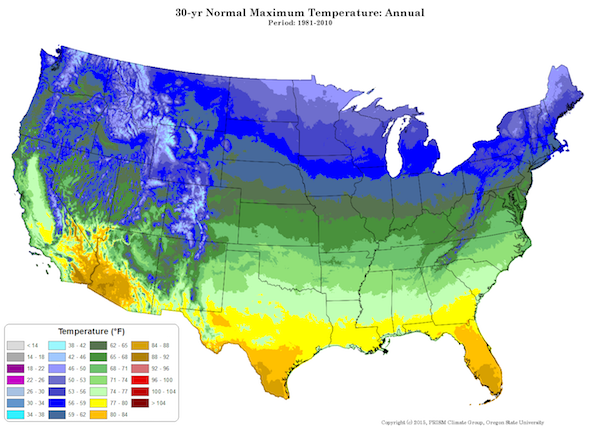 30-yr Normal Maximum Temperature: Annual
Period: 1981-2010
Temperature (°F)
< 14 38 - 42 62 - 65 84 - 88
14 - 18 42 - 46 65 - 68 88 - 92
18 - 22 46 - 50 68 - 71 92 - 96
22 - 26 50 - 53 71 - 74 96 - 100
26 - 30 53 - 56 74 - 77 100 - 104
30 - 34 56 - 59 77 - 80 > 104
34 - 38 59 - 62 80 - 84
Copyright (c) 2015, PRISM Climate Group, Oregon State University